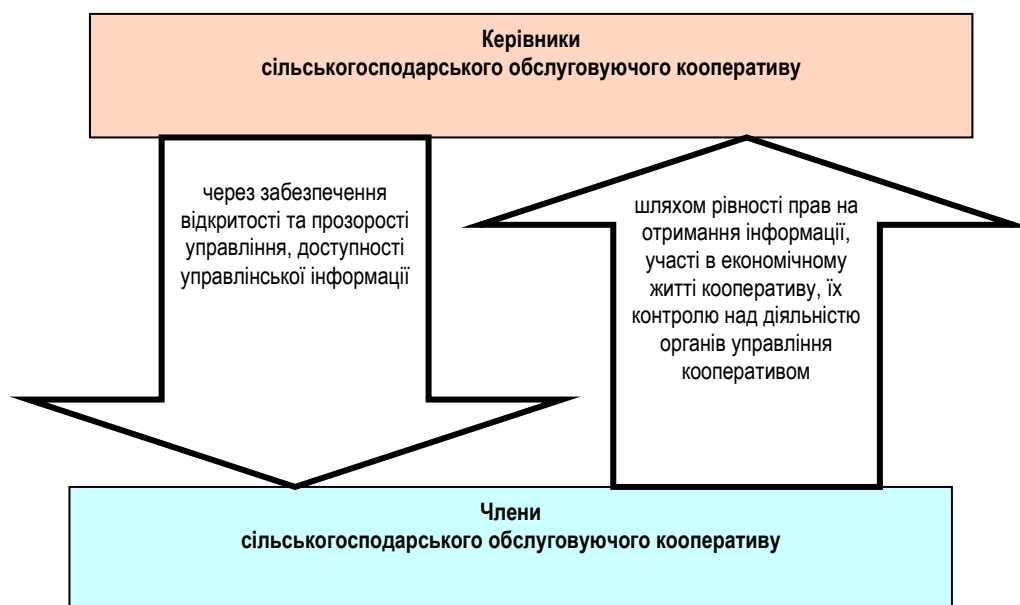 Керівники
сільськогосподарського обслуговуючого кооперативу
через забезпечення
відкритості та прозорості
управління, доступності
управлінської інформації
шляхом рівності прав на
отримання інформації,
участі в економічному
житті кооперативу, їх
контролю над діяльністю
органів управління
кооперативом
Члени
сільськогосподарського обслуговуючого кооперативу